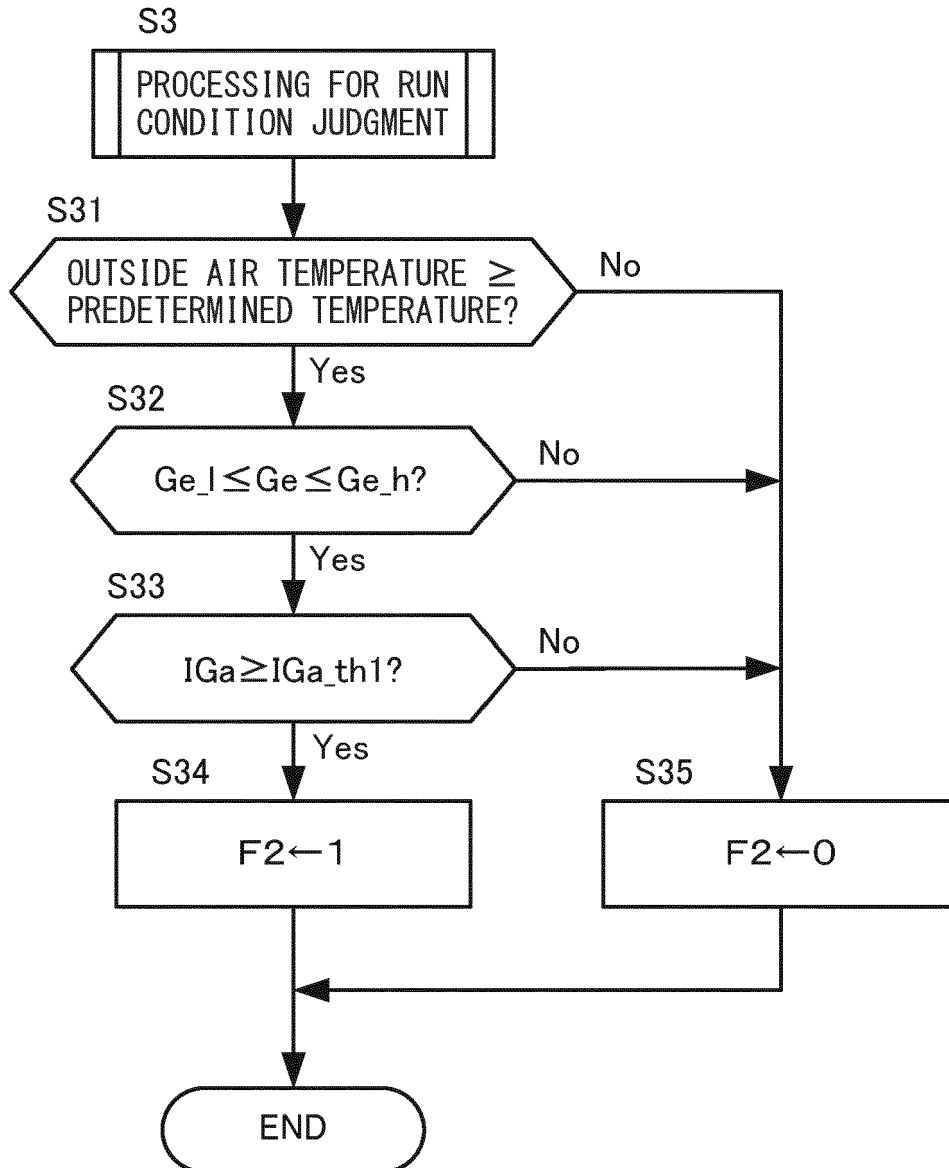 S3
PROCESSING FOR RUN
CONDITION JUDGMENT
S31
OUTSIDE AIR TEMPERATURE ≥
PREDETERMINED TEMPERATURE?
No
Yes
S32
Ge_l≤Ge≤Ge_h?
No
Yes
S33
IGa≥IGa_th1?
No
Yes
S34
F2←1
S35
F2←0
END